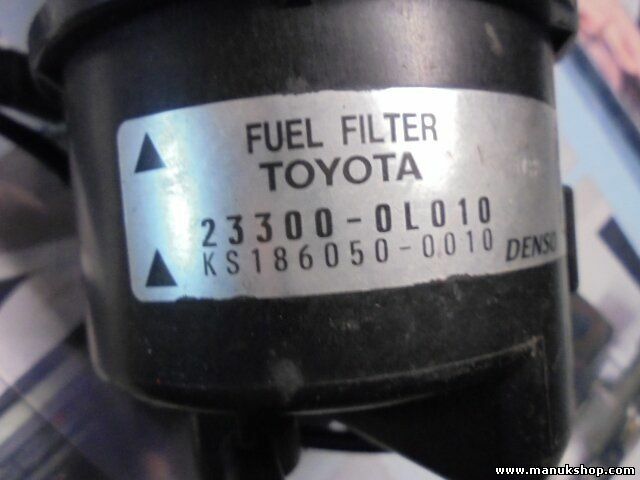 FUEL FILTER
TOYOTA
23300-0L010
KS186050-0010
DENSO
www.manukshop.com